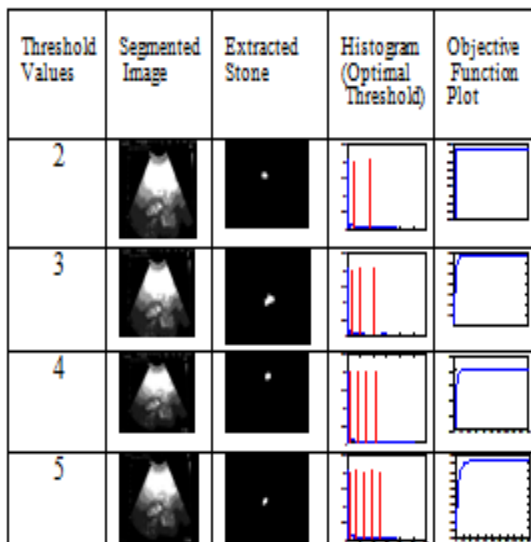 Threshold Values
Segmented Image
Extracted Stone
Histogram (Optimal Threshold)
Objective Function Plot
2
3
4
5